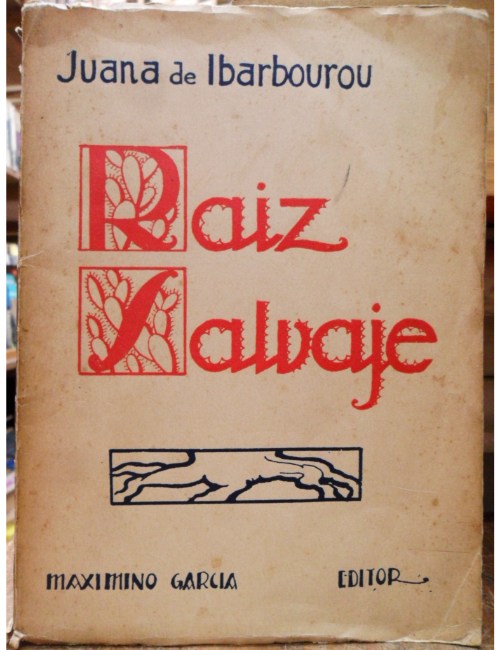 Juana de Ibarbourou
Raiz
Salvaje
MAXIMINO GARCIA EDITOR